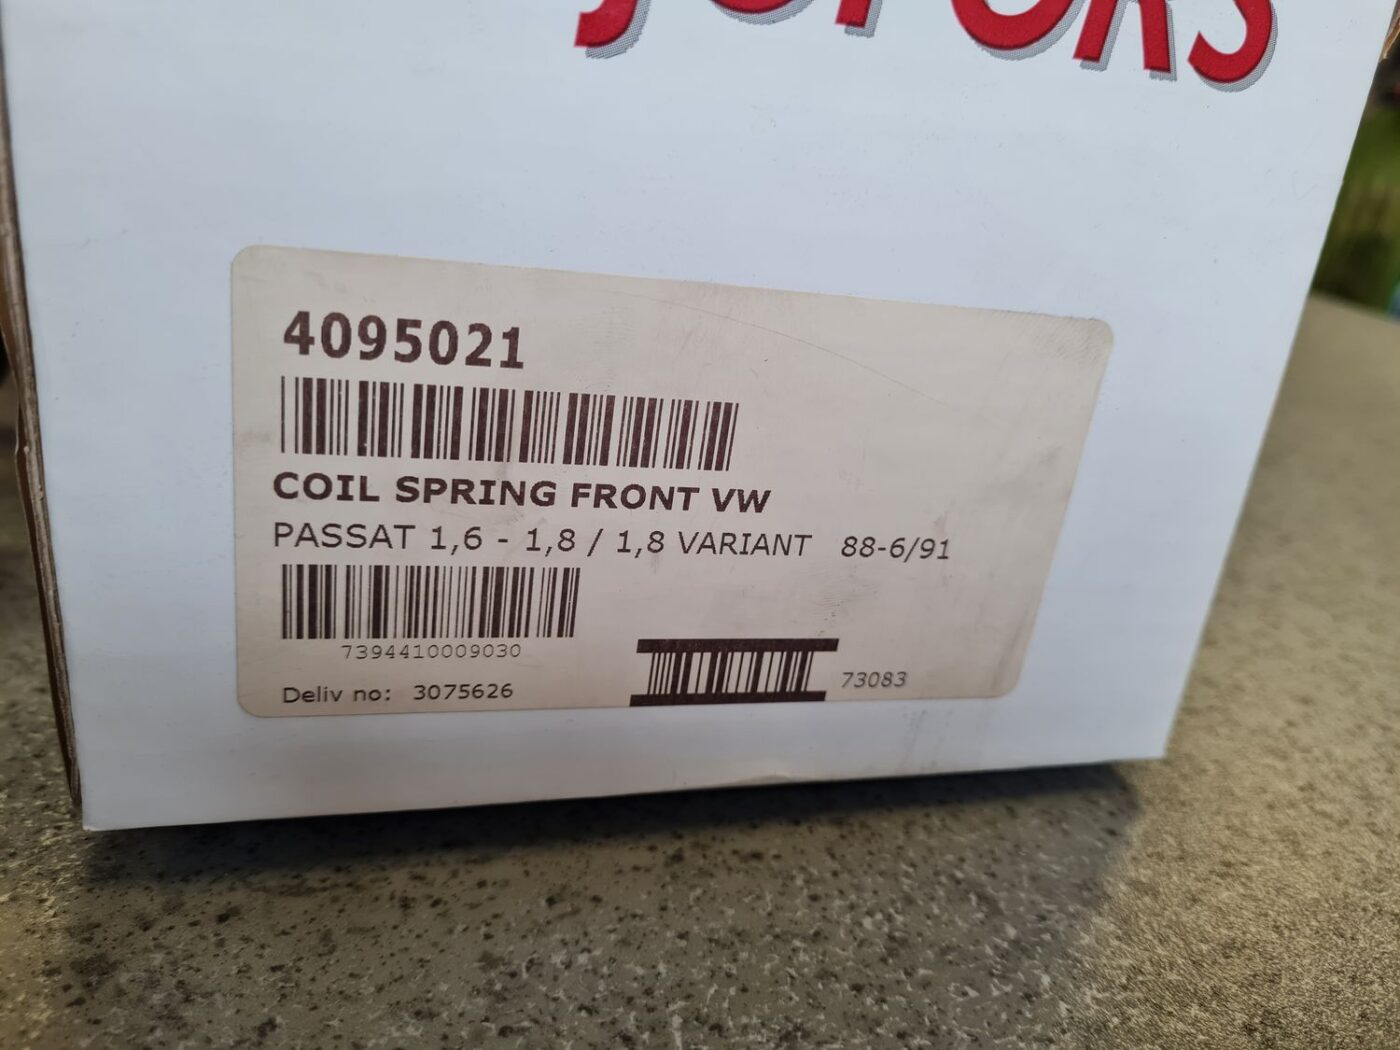 4095021
COIL SPRING FRONT VW
PASSAT 1,6 - 1,8 / 1,8 VARIANT 88-6/91
7394410009030
Deliv no: 3075626
73083